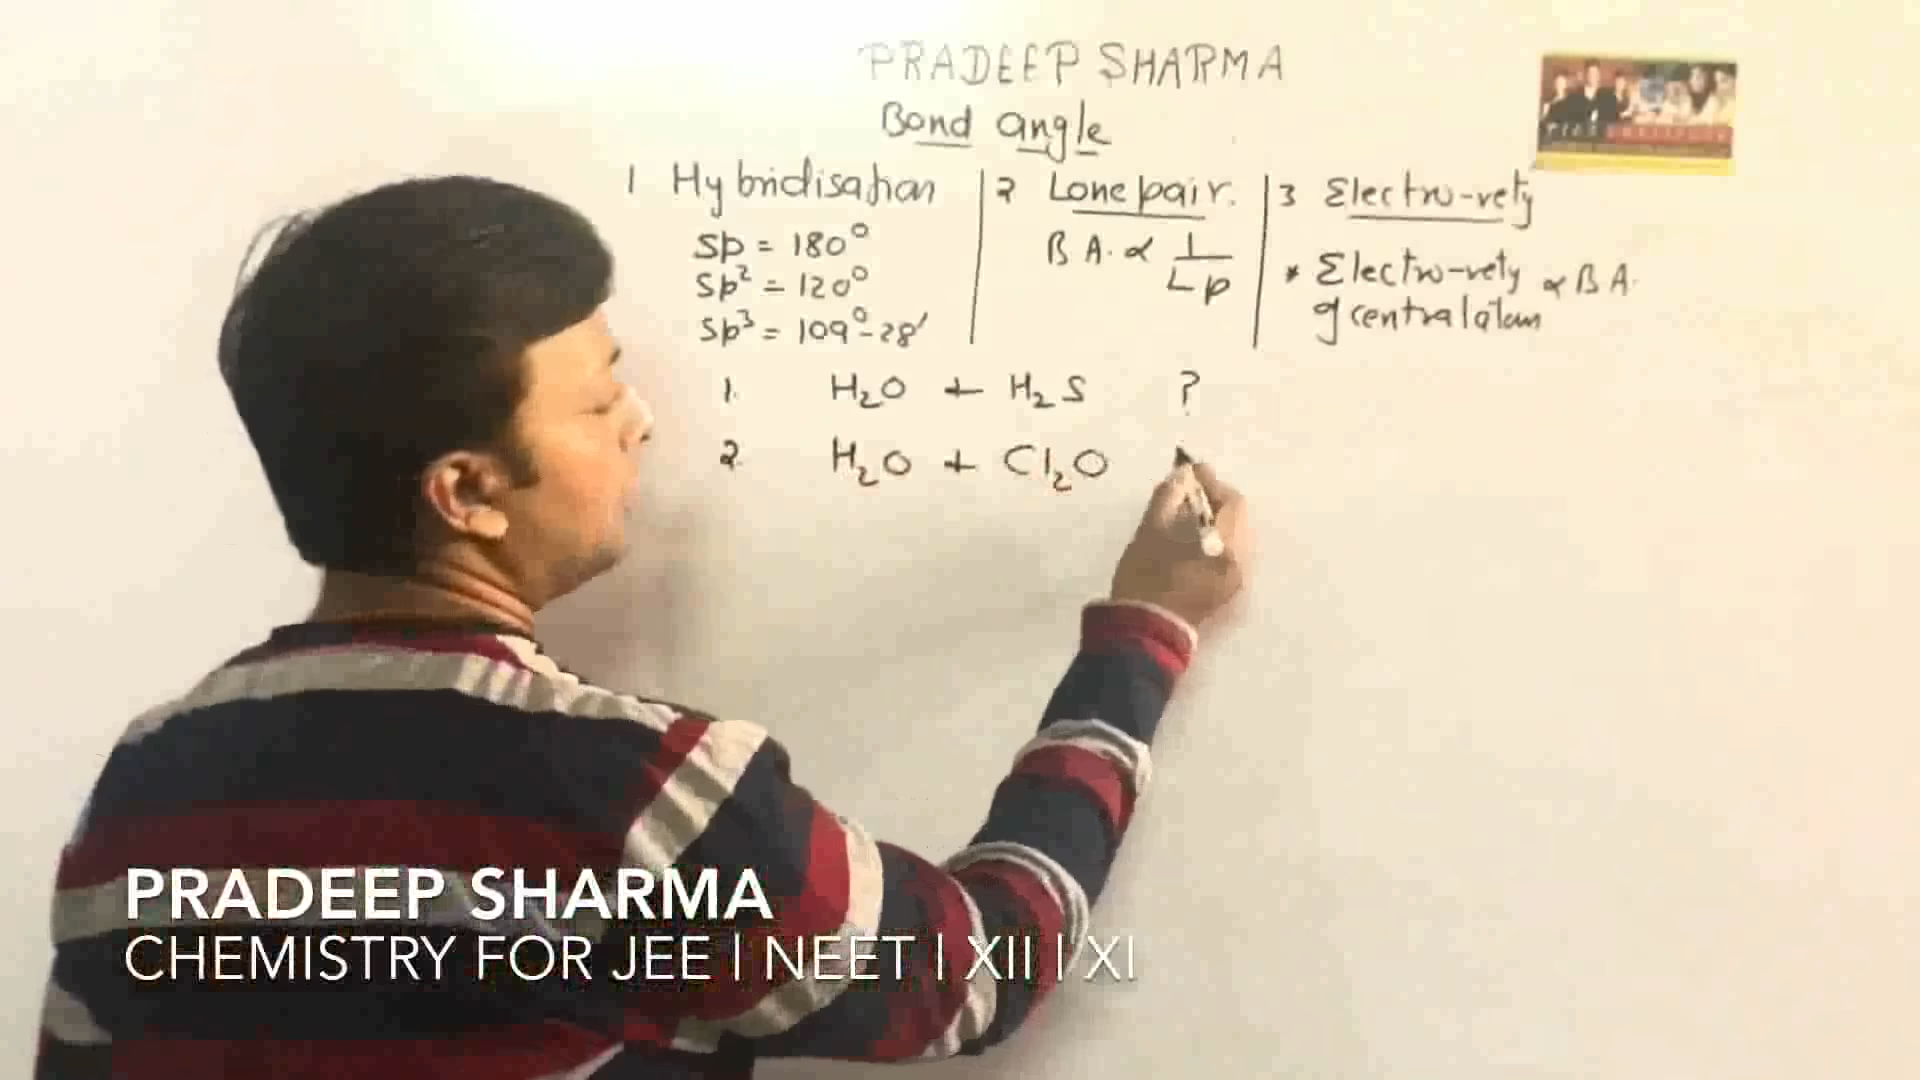 PRADEEP SHARMA
Bond angle
1 Hybridisation
Sp = 180°
Sp² = 120°
Sp³ = 109°-28′
2 Lone pair.
B A. ∝ 1/Lp
3 Electro-vety
* Electro-vety ∝ B A.
of central atom
1. H₂O + H₂S ?
2. H₂O + Cl₂O
PRADEEP SHARMA
CHEMISTRY FOR JEE | NEET | XII | XI